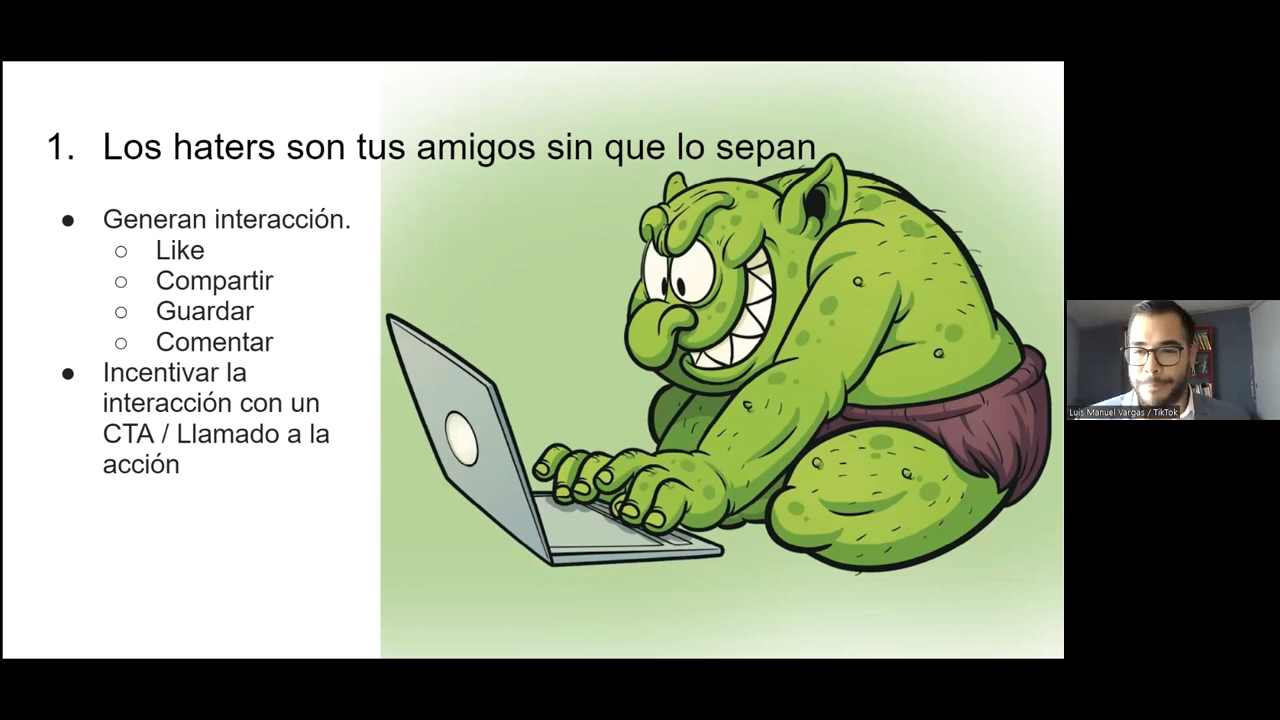 1. Los haters son tus amigos sin que lo sepan
● Generan interacción.
○ Like
○ Compartir
○ Guardar
○ Comentar
● Incentivar la
interacción con un
CTA / Llamado a la
acción
Luis Manuel Vargas / TikTok